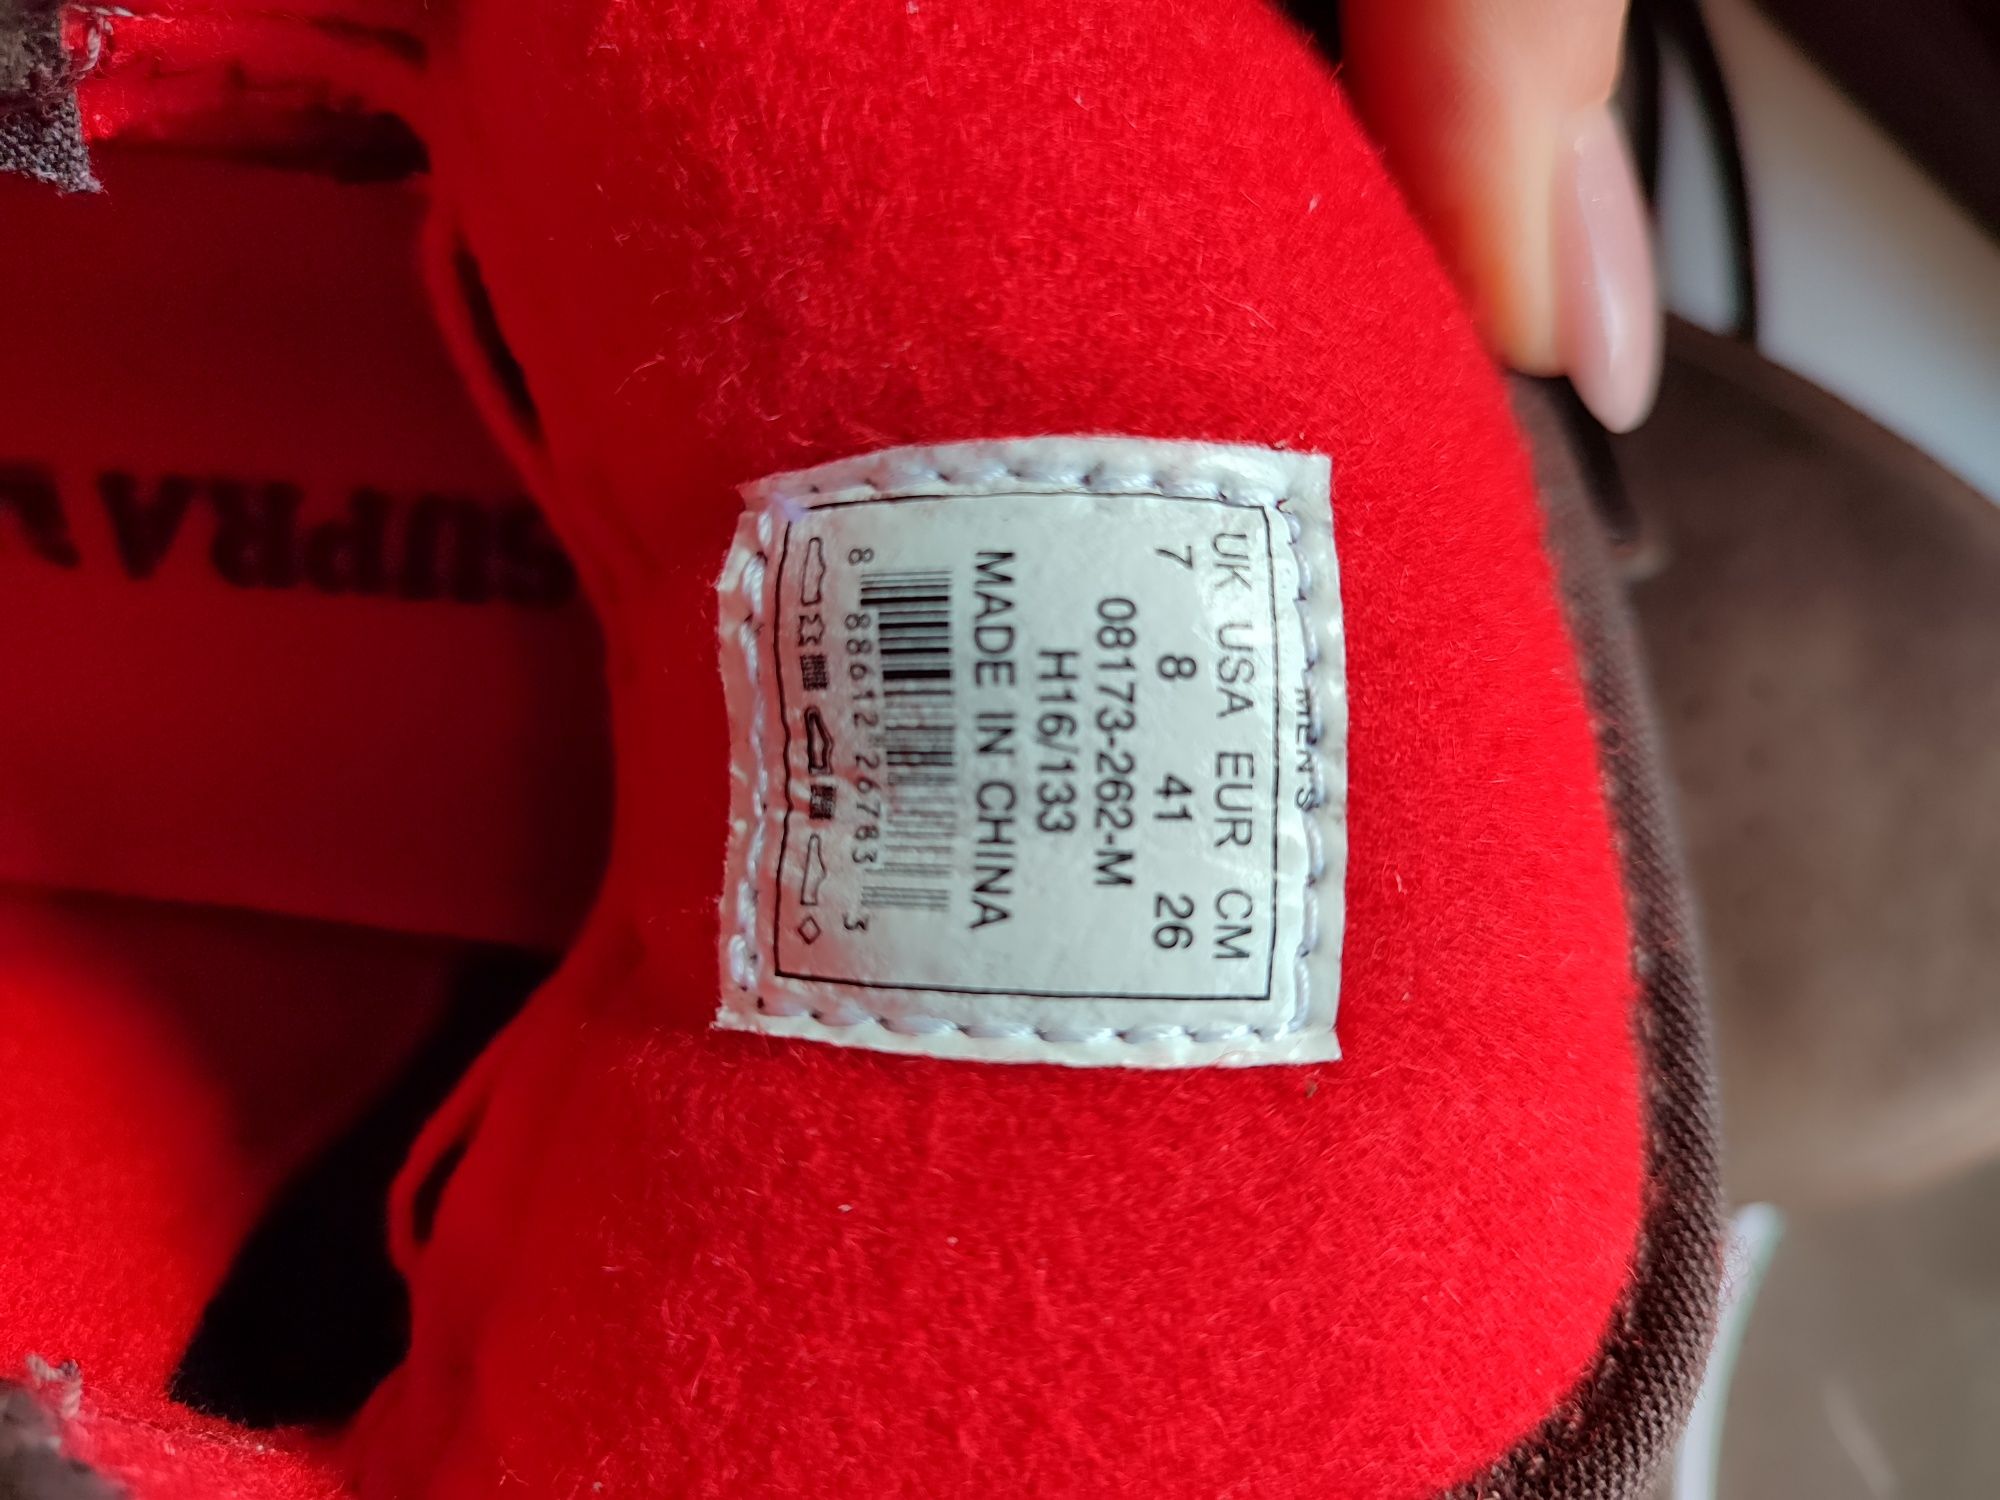 MEN'S
UK USA EUR CM
7 8 41 26
08173-262-M
H16/133
MADE IN CHINA
8 88612 26783 3
SUPRA